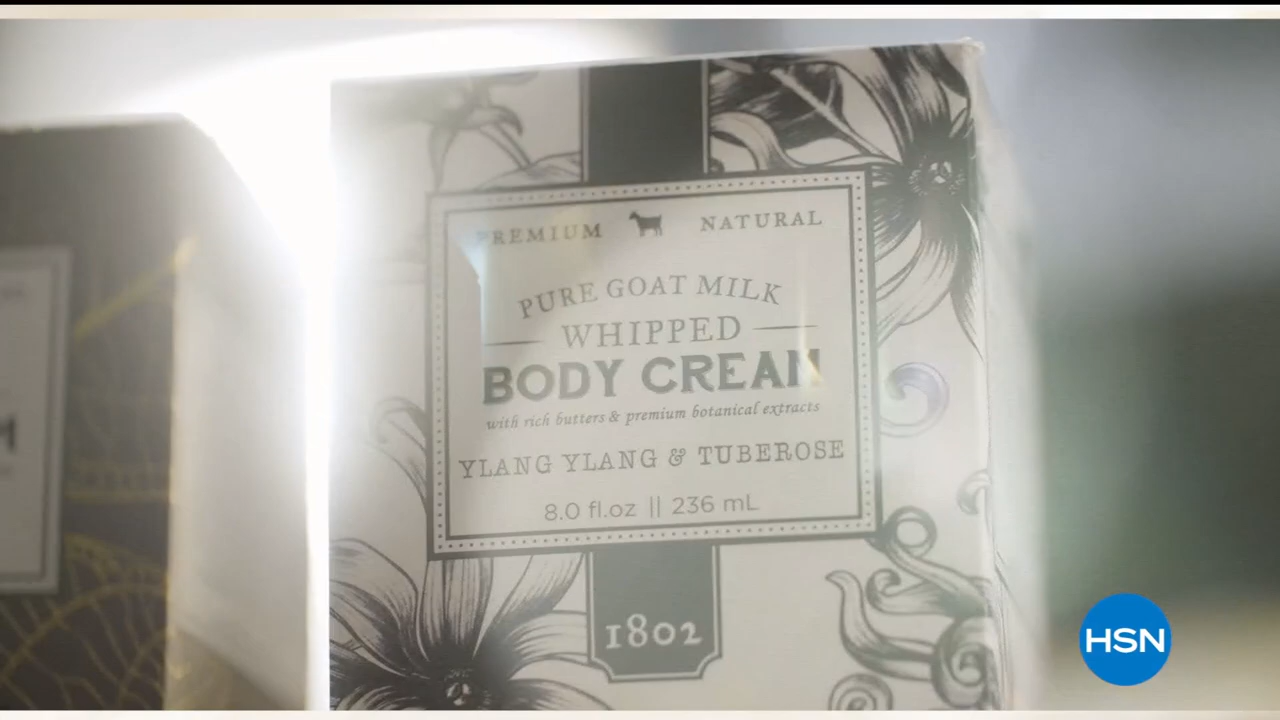 PREMIUM NATURAL
PURE GOAT MILK
WHIPPED
BODY CREAM
with rich butters & premium botanical extracts
YLANG YLANG & TUBEROSE
8.0 fl.oz || 236 mL
1802
HSN